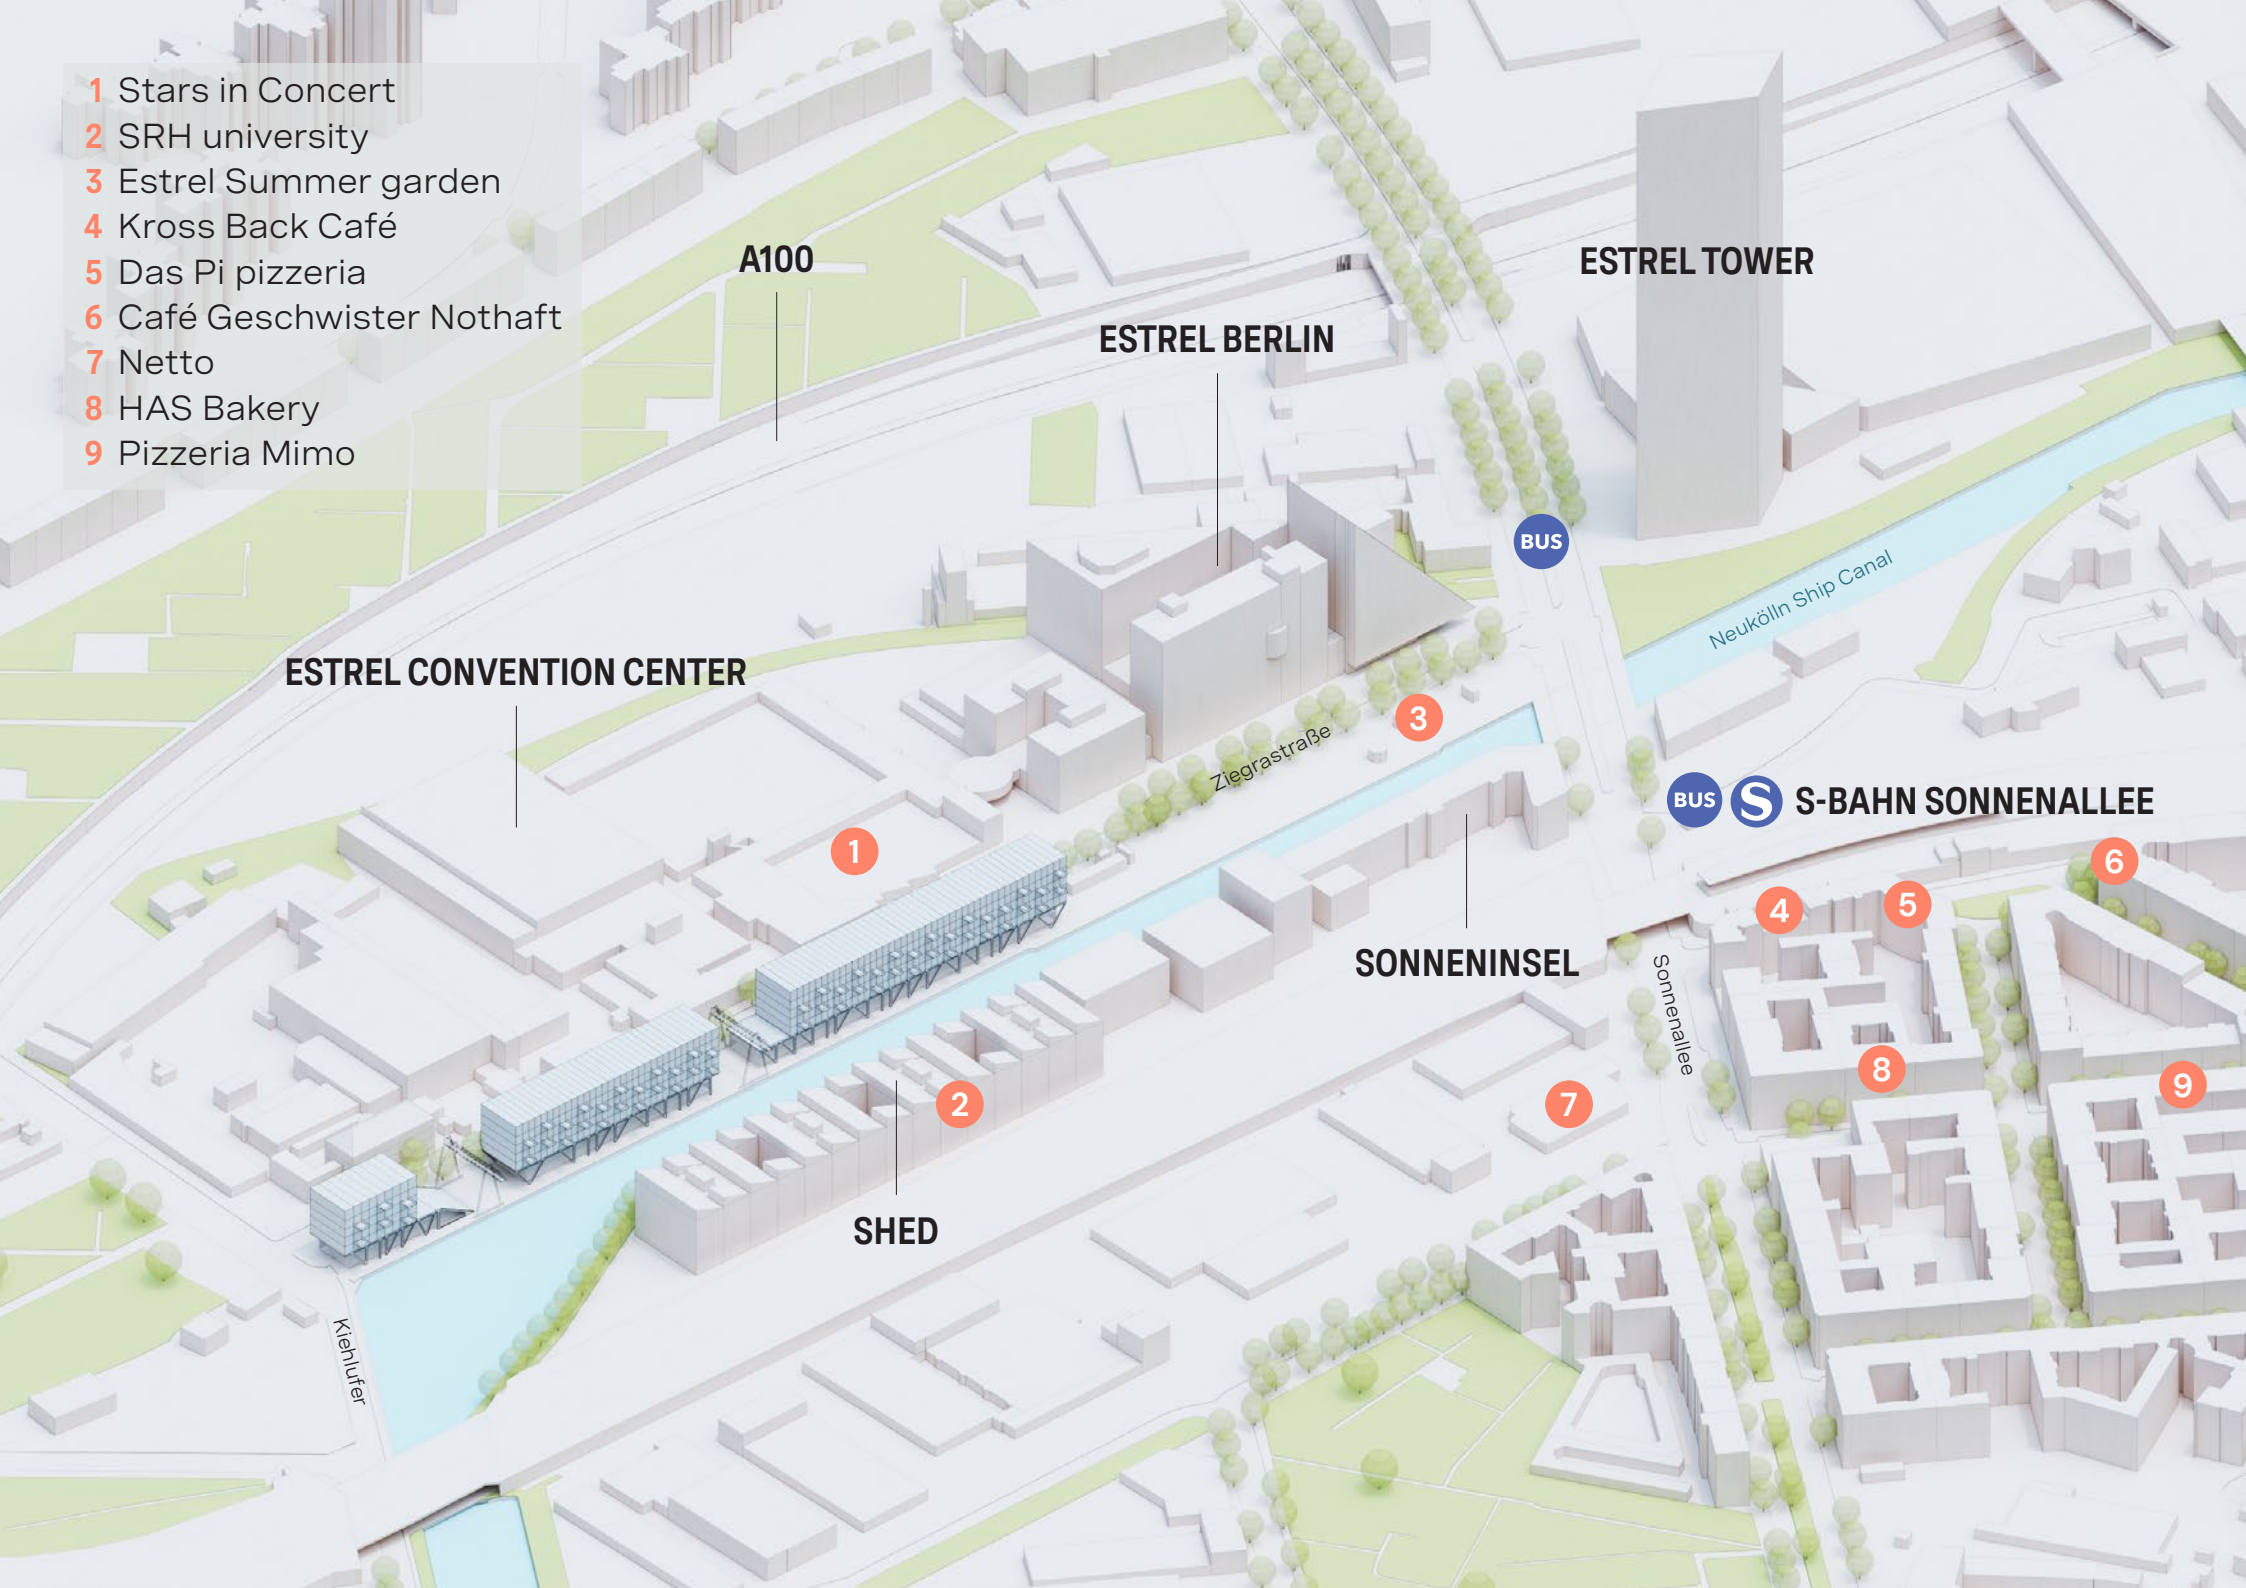 1 Stars in Concert
2 SRH university
3 Estrel Summer garden
4 Kross Back Café
5 Das Pi pizzeria
6 Café Geschwister Nothaft
7 Netto
8 HAS Bakery
9 Pizzeria Mimo
A100
ESTREL TOWER
ESTREL BERLIN
BUS
Neukölln Ship Canal
ESTREL CONVENTION CENTER
3
Ziegrastraße
BUS S S-BAHN SONNENALLEE
1
6
4
5
SONNENINSEL
Sonnenallee
8
9
2
7
SHED
Kiehlufer